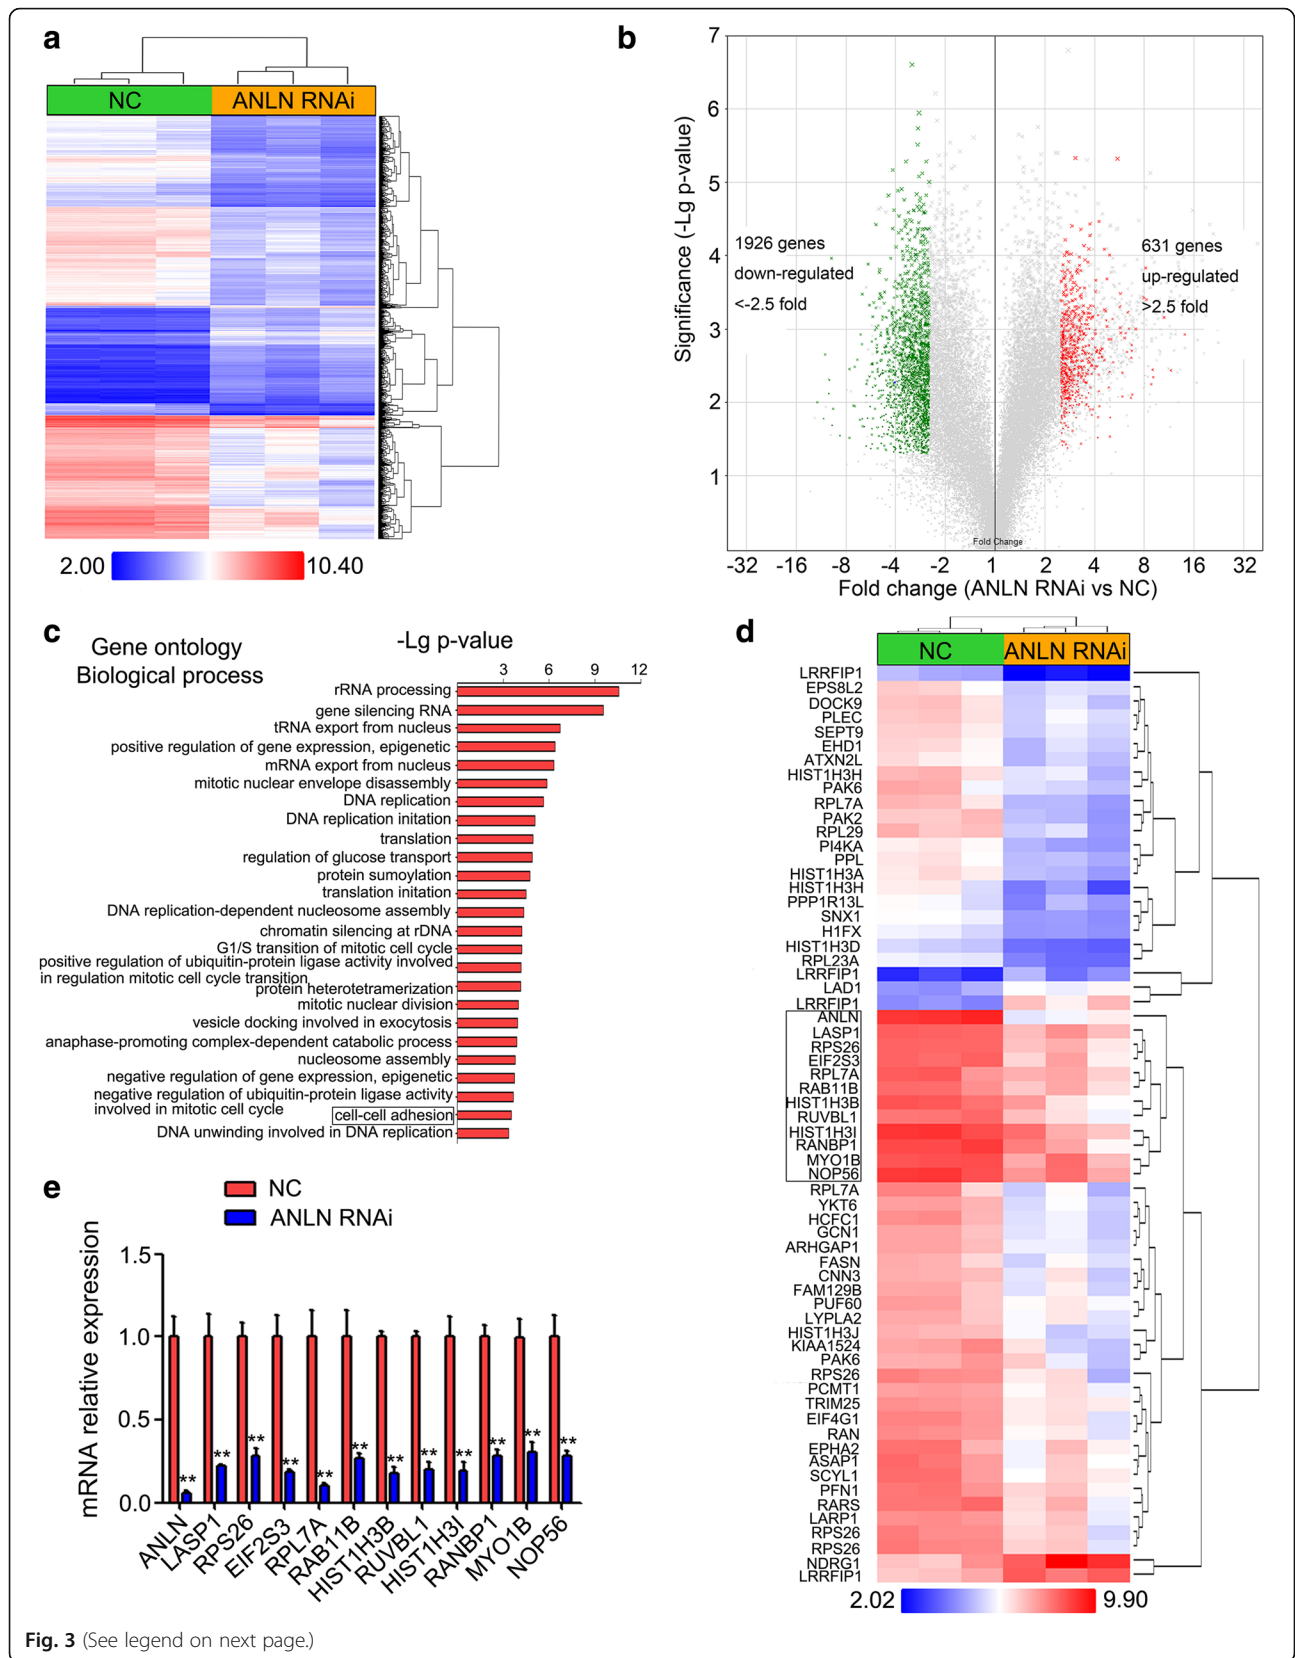 a
NC
ANLN RNAi
2.00
10.40
b
Significance (-Lg p-value)
7
6
5
4
3
2
1
1926 genes
down-regulated
<-2.5 fold
631 genes
up-regulated
>2.5 fold
Fold Change
-32 -16 -8 -4 -2 1 2 4 8 16 32
Fold change (ANLN RNAi vs NC)
c
Gene ontology
Biological process
-Lg p-value
3 6 9 12
rRNA processing
gene silencing RNA
tRNA export from nucleus
positive regulation of gene expression, epigenetic
mRNA export from nucleus
mitotic nuclear envelope disassembly
DNA replication
DNA replication initation
translation
regulation of glucose transport
protein sumoylation
translation initation
DNA replication-dependent nucleosome assembly
chromatin silencing at rDNA
G1/S transition of mitotic cell cycle
positive regulation of ubiquitin-protein ligase activity involved
in regulation mitotic cell cycle transition
protein heterotetramerization
mitotic nuclear division
vesicle docking involved in exocytosis
anaphase-promoting complex-dependent catabolic process
nucleosome assembly
negative regulation of gene expression, epigenetic
negative regulation of ubiquitin-protein ligase activity
involved in mitotic cell cycle
cell-cell adhesion
DNA unwinding involved in DNA replication
d
NC
ANLN RNAi
LRRFIP1
EPS8L2
DOCK9
PLEC
SEPT9
EHD1
ATXN2L
HIST1H3H
PAK6
RPL7A
PAK2
RPL29
PI4KA
PPL
HIST1H3A
HIST1H3H
PPP1R13L
SNX1
H1FX
HIST1H3D
RPL23A
LRRFIP1
LAD1
LRRFIP1
ANLN
LASP1
RPS26
EIF2S3
RPL7A
RAB11B
HIST1H3B
RUVBL1
HIST1H3I
RANBP1
MYO1B
NOP56
RPL7A
YKT6
HCFC1
GCN1
ARHGAP1
FASN
CNN3
FAM129B
PUF60
LYPLA2
HIST1H3J
KIAA1524
PAK6
RPS26
PCMT1
TRIM25
EIF4G1
RAN
EPHA2
ASAP1
SCYL1
PFN1
RARS
LARP1
RPS26
RPS26
NDRG1
LRRFIP1
2.02
9.90
e
NC
ANLN RNAi
mRNA relative expression
1.5
1.0
0.5
0.0
** ** ** ** ** ** ** ** ** ** ** **
ANLN
LASP1
RPS26
EIF2S3
RPL7A
RAB11B
HIST1H3B
RUVBL1
HIST1H3I
RANBP1
MYO1B
NOP56
Fig. 3 (See legend on next page.)